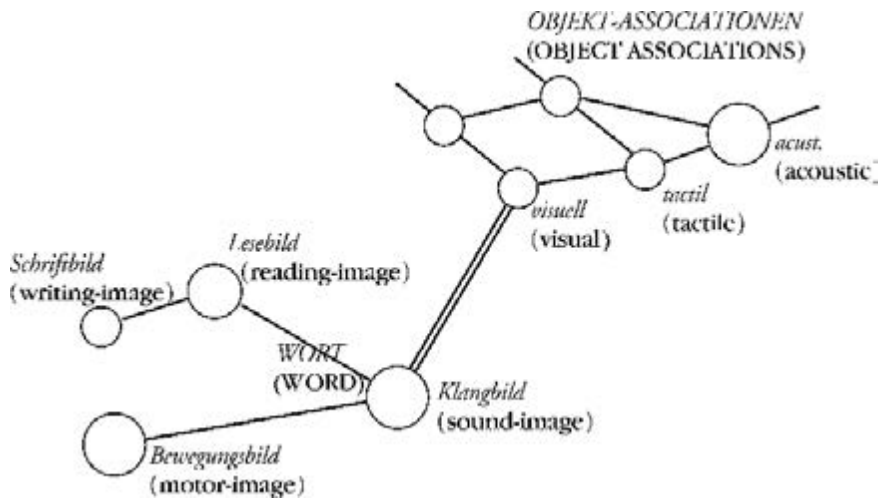 OBJEKT-ASSOCIATIONEN
(OBJECT ASSOCIATIONS)
acust.
(acoustic)
tactil
(tactile)
visuell
(visual)
Lesebild
(reading-image)
Schriftbild
(writing-image)
WORT
(WORD)
Klangbild
(sound-image)
Bewegungsbild
(motor-image)